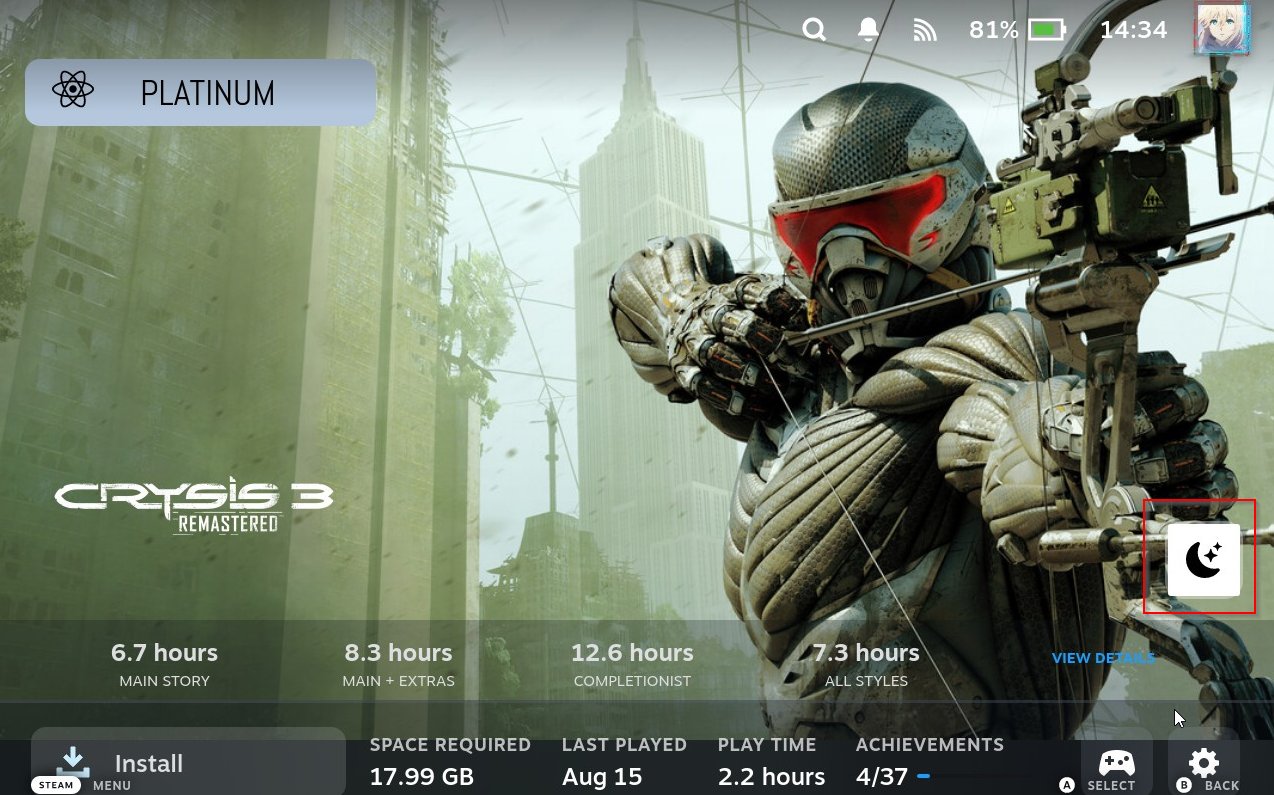 81%
14:34
PLATINUM
CRYSIS 3
REMASTERED
6.7 hours
MAIN STORY
8.3 hours
MAIN + EXTRAS
12.6 hours
COMPLETIONIST
7.3 hours
ALL STYLES
VIEW DETAILS
Install
SPACE REQUIRED
17.99 GB
LAST PLAYED
Aug 15
PLAY TIME
2.2 hours
ACHIEVEMENTS
4/37
STEAM MENU
A SELECT
B BACK